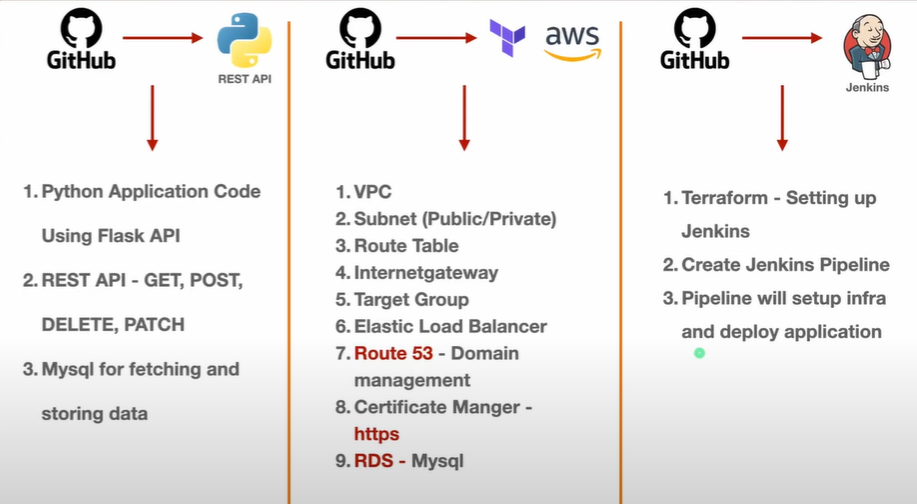 GitHub
REST API
1. Python Application Code
Using Flask API
2. REST API - GET, POST,
DELETE, PATCH
3. Mysql for fetching and
storing data
GitHub
aws
1. VPC
2. Subnet (Public/Private)
3. Route Table
4. Internetgateway
5. Target Group
6. Elastic Load Balancer
7. Route 53 - Domain
management
8. Certificate Manger -
https
9. RDS - Mysql
GitHub
Jenkins
1. Terraform - Setting up
Jenkins
2. Create Jenkins Pipeline
3. Pipeline will setup infra
and deploy application